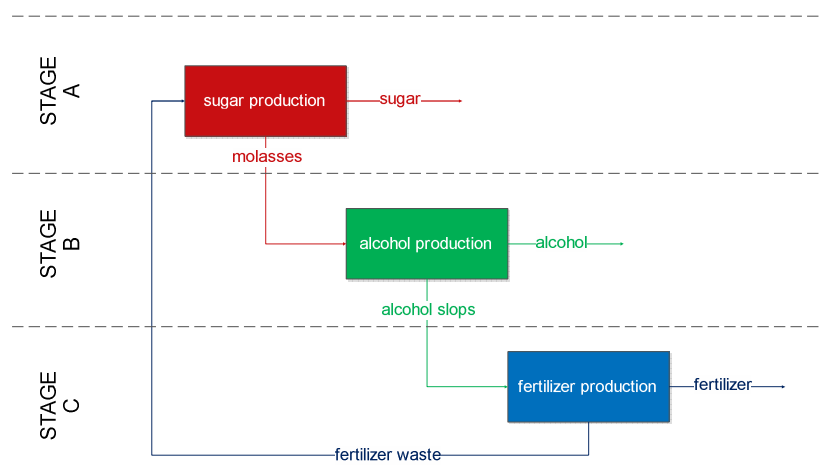 STAGE
A
sugar production
sugar
molasses
STAGE
B
alcohol production
alcohol
alcohol slops
STAGE
C
fertilizer production
fertilizer
fertilizer waste